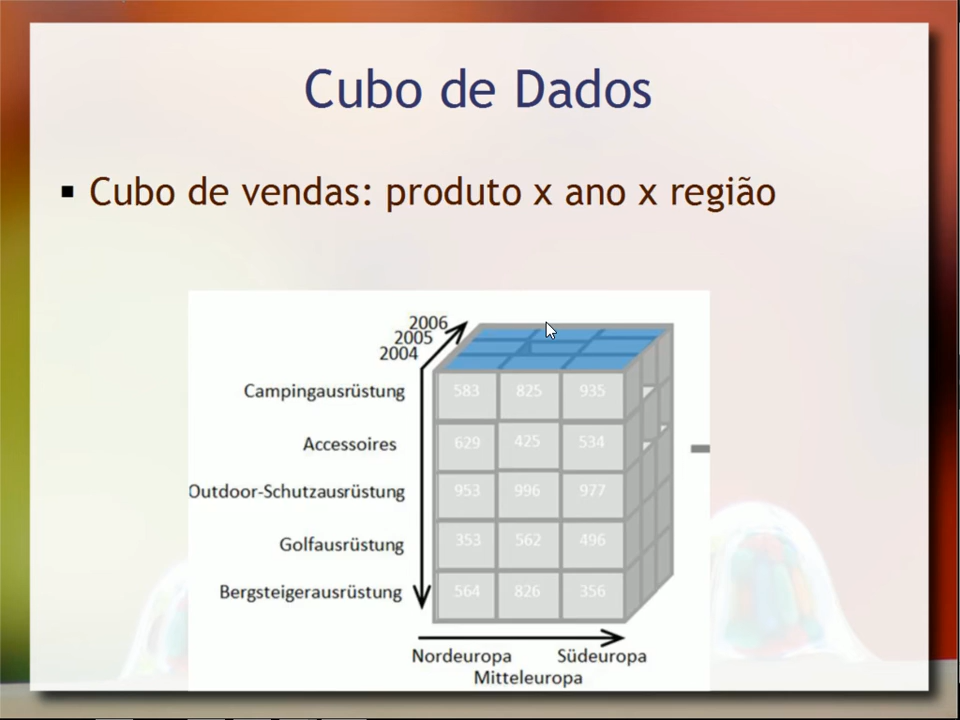 Cubo de Dados
▪ Cubo de vendas: produto x ano x região
2006
2005
2004
Campingausrüstung 583 825 935
Accessoires 629 425 534
Outdoor-Schutzausrüstung 953 996 977
Golfausrüstung 353 562 496
Bergsteigerausrüstung 564 826 356
Nordeuropa Südeuropa
Mitteleuropa